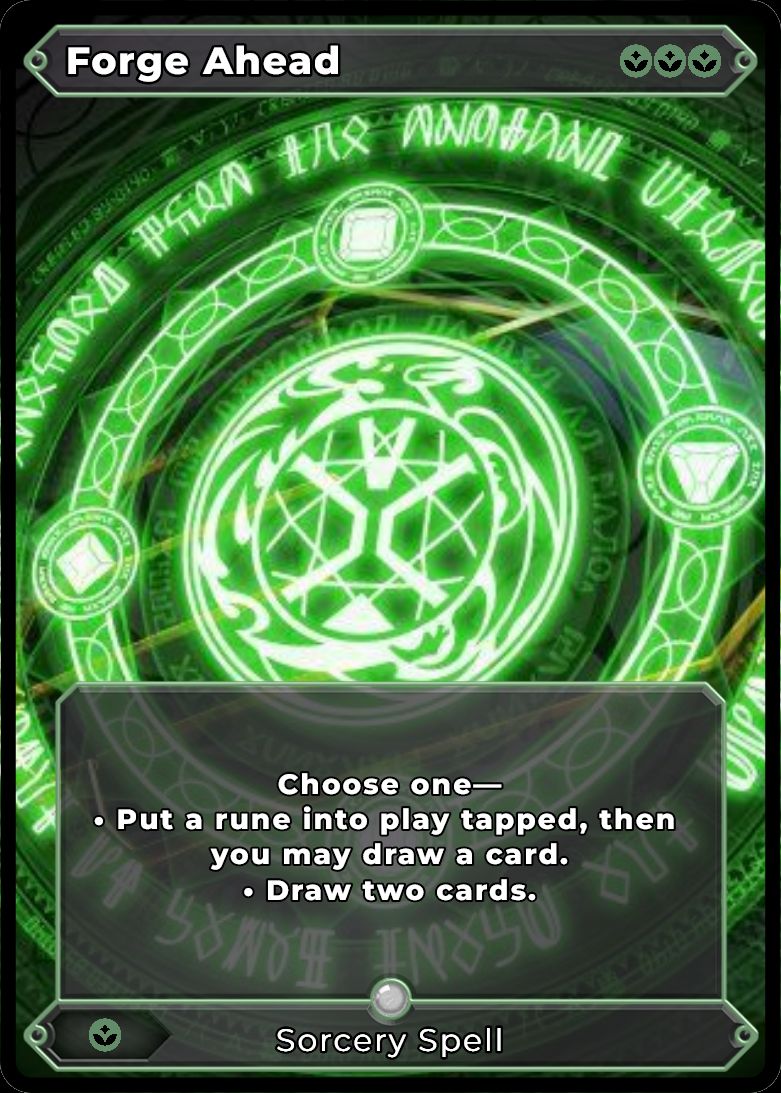 Forge Ahead
Choose one—
• Put a rune into play tapped, then
you may draw a card.
• Draw two cards.
Sorcery Spell